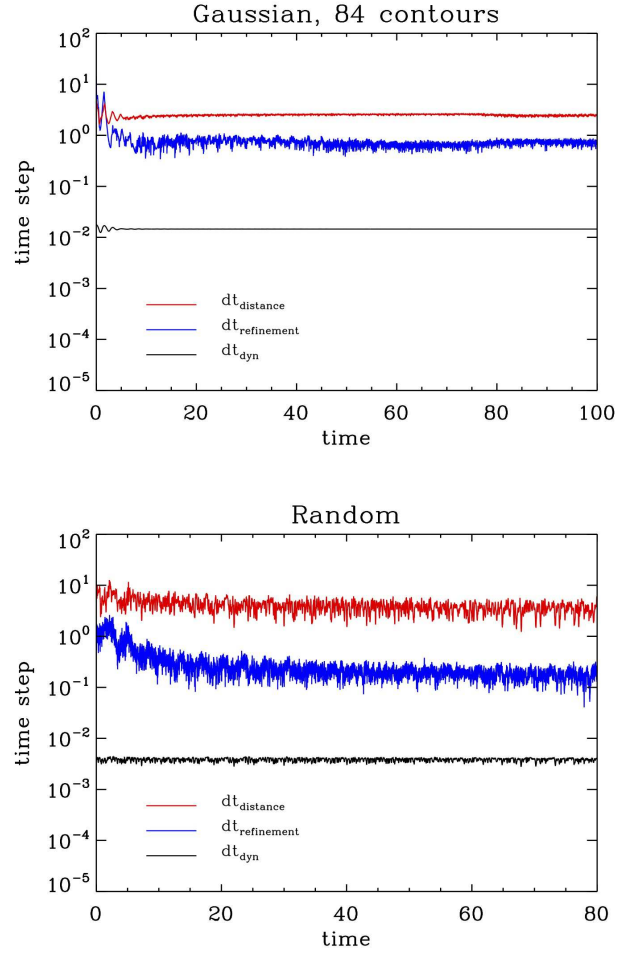 Gaussian, 84 contours
10^2
10^1
10^0
10^-1
10^-2
10^-3
10^-4
10^-5
time step
dt_distance
dt_refinement
dt_dyn
0 20 40 60 80 100
time
Random
10^2
10^1
10^0
10^-1
10^-2
10^-3
10^-4
10^-5
time step
dt_distance
dt_refinement
dt_dyn
0 20 40 60 80
time